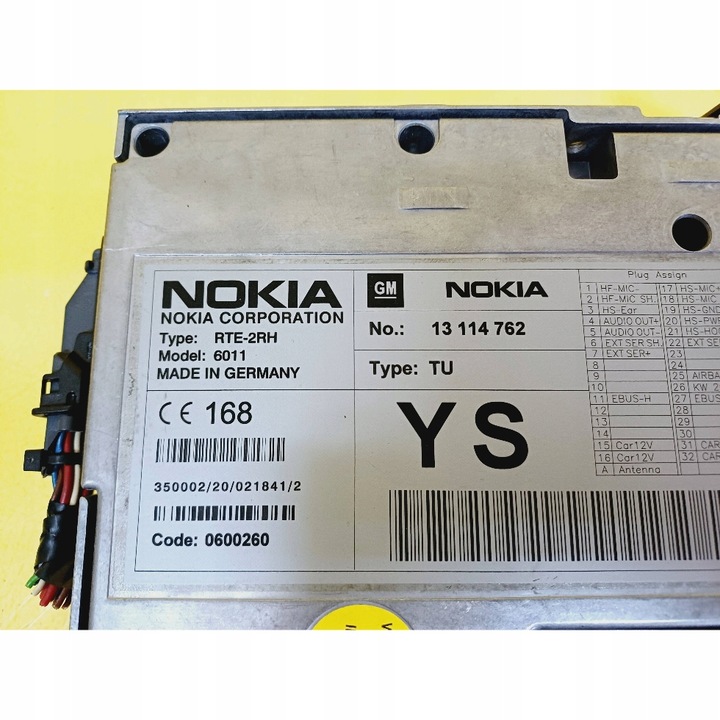 NOKIA
NOKIA CORPORATION
Type: RTE-2RH
Model: 6011
MADE IN GERMANY
CE 168
350002/20/021841/2
Code: 0600260
GM NOKIA
No.: 13 114 762
Type: TU
YS
Plug Assign
1 HF-MIC- 17 HS-MIC+
2 HF-MIC SH. 18 HS-MIC
3 HS-Ear 19 HS-GND
4 AUDIO OUT+ 20 HS-PWR
5 AUDIO OUT- 21 HS-HO
6 EXT SER SH. 22 EXT SER
7 EXT SER+ 23
8 24
9 25 AIRBA
10 26 KW 2
11 EBUS-H 27 EBUS
12 28
13 29
14 30
15 Car12V 31 CAR
16 Car12V 32 CAR
A Antenna